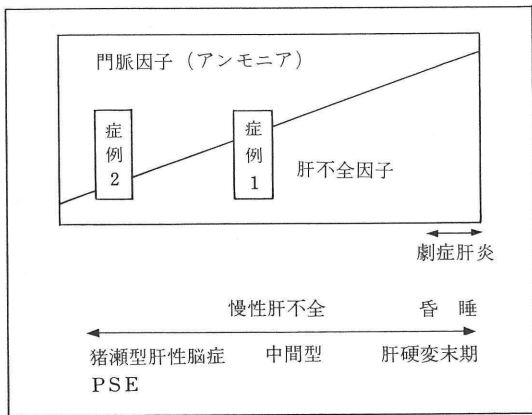 門脈因子（アンモニア）
症例2
症例1
肝不全因子
劇症肝炎
慢性肝不全 昏睡
猪瀬型肝性脳症 中間型 肝硬変末期
PSE